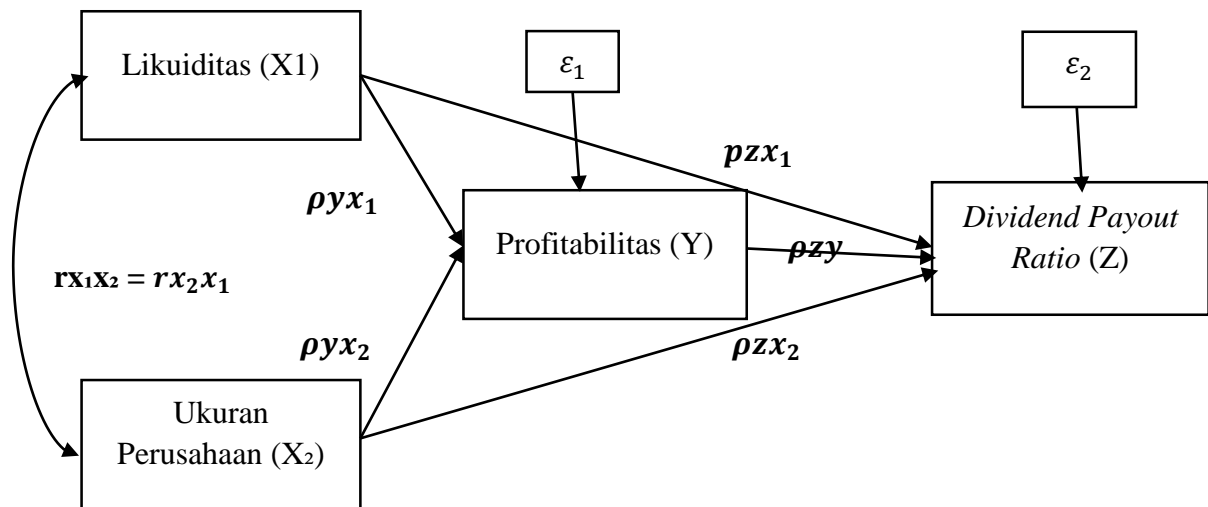 Likuiditas (X1)
ε₁
ε₂
pzx₁
ρyx₁
Profitabilitas (Y)
ρzy
Dividend Payout
Ratio (Z)
rx₁x₂ = rx₂x₁
ρyx₂
ρzx₂
Ukuran
Perusahaan (X₂)